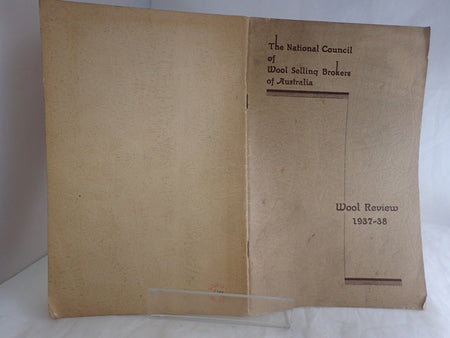 The National Council
of
Wool Selling Brokers
of Australia
Wool Review
1937-38